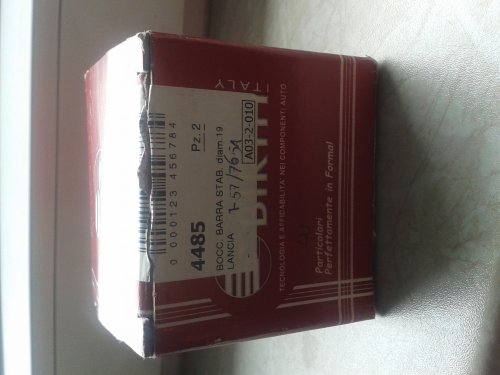 0 000123 456784
4485 Pz. 2
BOCC. BARRA STAB. diam.19
LANCIA
A03-2-010
BIRTH
ITALY
TECNOLOGIA E AFFIDABILITA' NEI COMPONENTI AUTO
Particolari
Perfettamente in Forma!